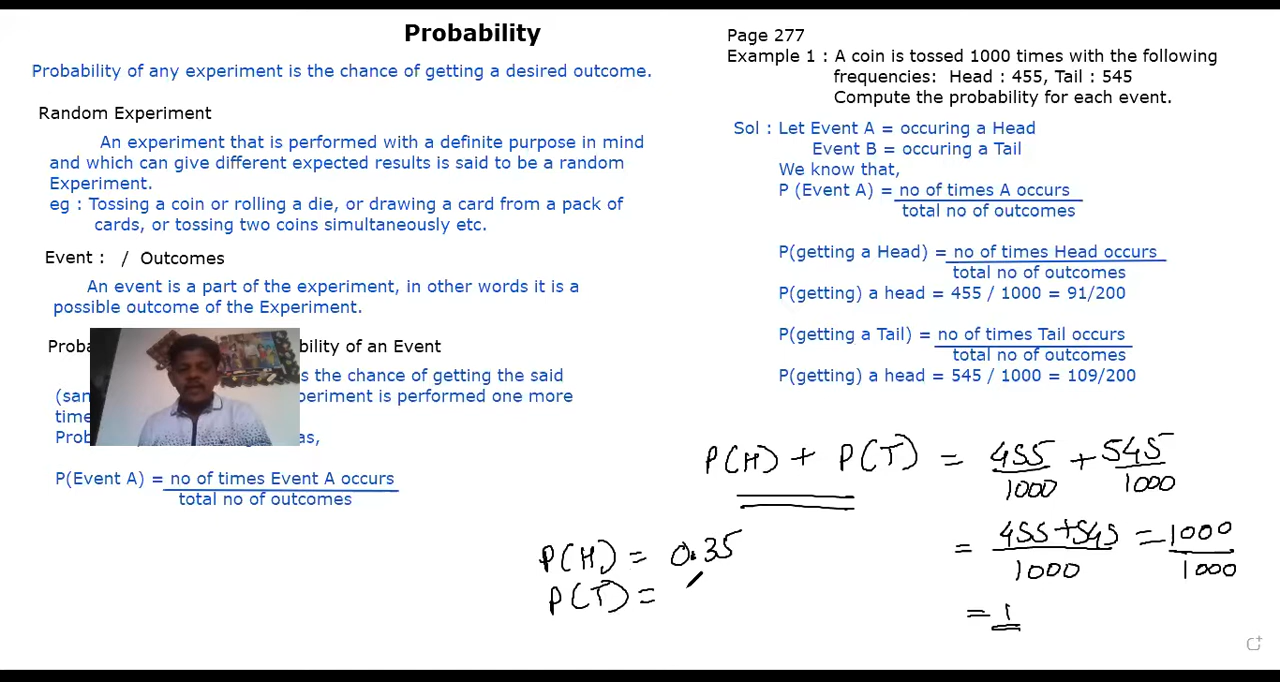 Probability
Probability of any experiment is the chance of getting a desired outcome.
Random Experiment
An experiment that is performed with a definite purpose in mind
and which can give different expected results is said to be a random
Experiment.
eg : Tossing a coin or rolling a die, or drawing a card from a pack of
cards, or tossing two coins simultaneously etc.
Event : / Outcomes
An event is a part of the experiment, in other words it is a
possible outcome of the Experiment.
bility of an Event
s the chance of getting the said
periment is performed one more
time
as,
P(Event A) = no of times Event A occurs
total no of outcomes
Page 277
Example 1 : A coin is tossed 1000 times with the following
frequencies: Head : 455, Tail : 545
Compute the probability for each event.
Sol : Let Event A = occuring a Head
Event B = occuring a Tail
We know that,
P (Event A) = no of times A occurs
total no of outcomes
P(getting a Head) = no of times Head occurs
total no of outcomes
P(getting) a head = 455 / 1000 = 91/200
P(getting a Tail) = no of times Tail occurs
total no of outcomes
P(getting) a head = 545 / 1000 = 109/200
P(H) + P(T) = 455/1000 + 545/1000
= 455+545/1000 = 1000/1000
= 1
P(H) = 0.35
P(T) =